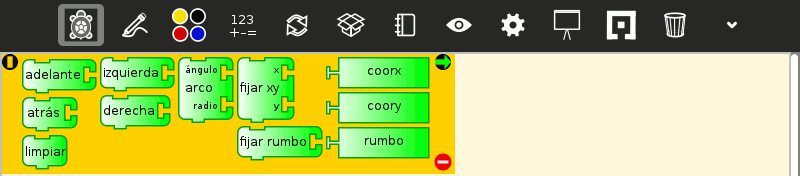 123
+-=
adelante
izquierda
ángulo
arco
radio
x
fijar xy
y
coorx
atrás
derecha
coory
limpiar
fijar rumbo
rumbo